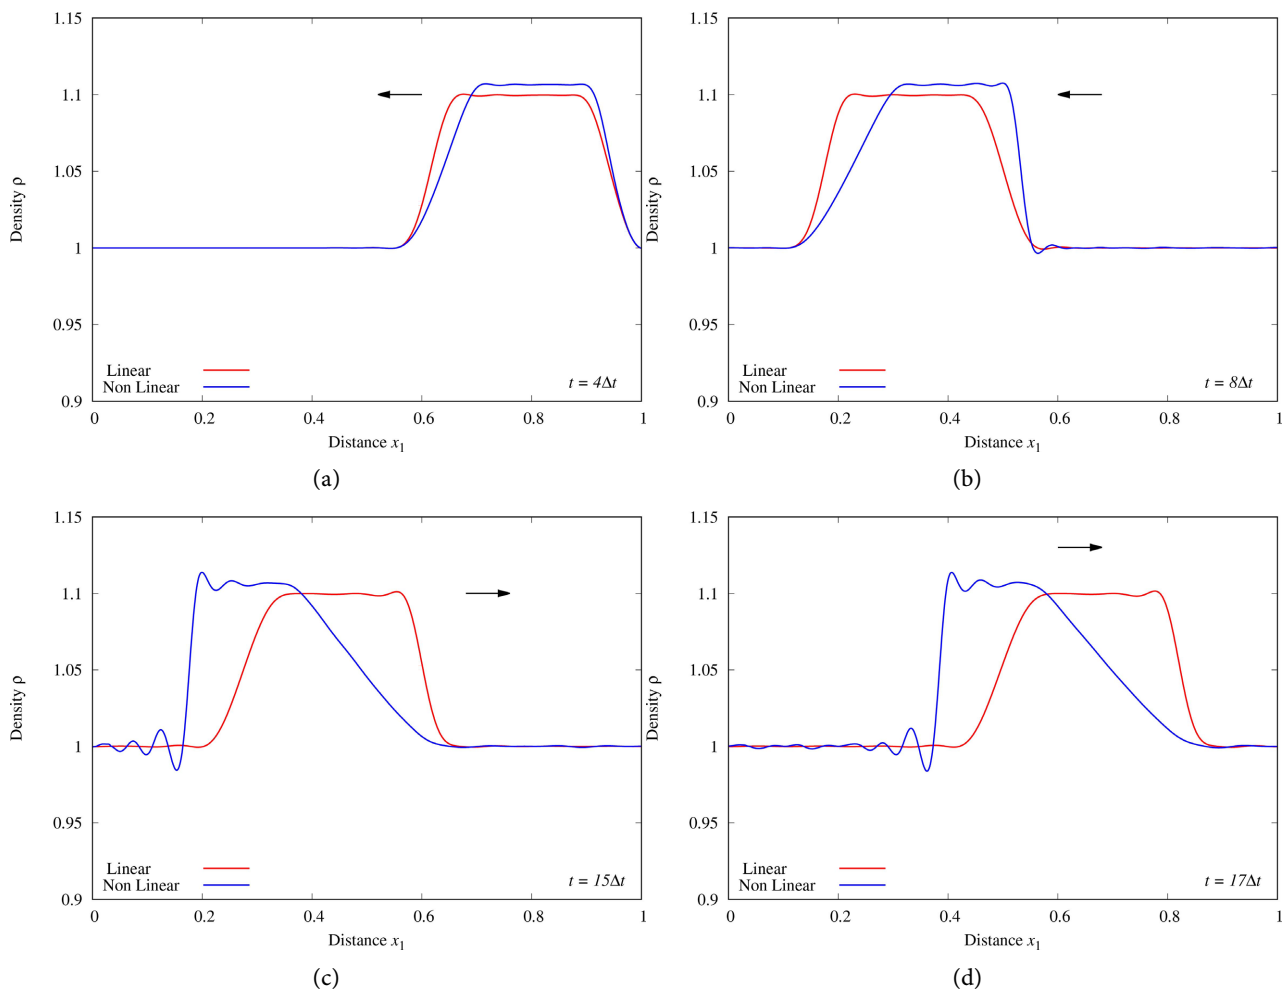 1.15
1.1
1.05
1
0.95
0.9
Density ρ
Linear
Non Linear
t = 4Δt
0 0.2 0.4 0.6 0.8 1
Distance x₁
(a)
1.15
1.1
1.05
1
0.95
0.9
Density ρ
Linear
Non Linear
t = 8Δt
0 0.2 0.4 0.6 0.8 1
Distance x₁
(b)
1.15
1.1
1.05
1
0.95
0.9
Density ρ
Linear
Non Linear
t = 15Δt
0 0.2 0.4 0.6 0.8 1
Distance x₁
(c)
1.15
1.1
1.05
1
0.95
0.9
Density ρ
Linear
Non Linear
t = 17Δt
0 0.2 0.4 0.6 0.8 1
Distance x₁
(d)